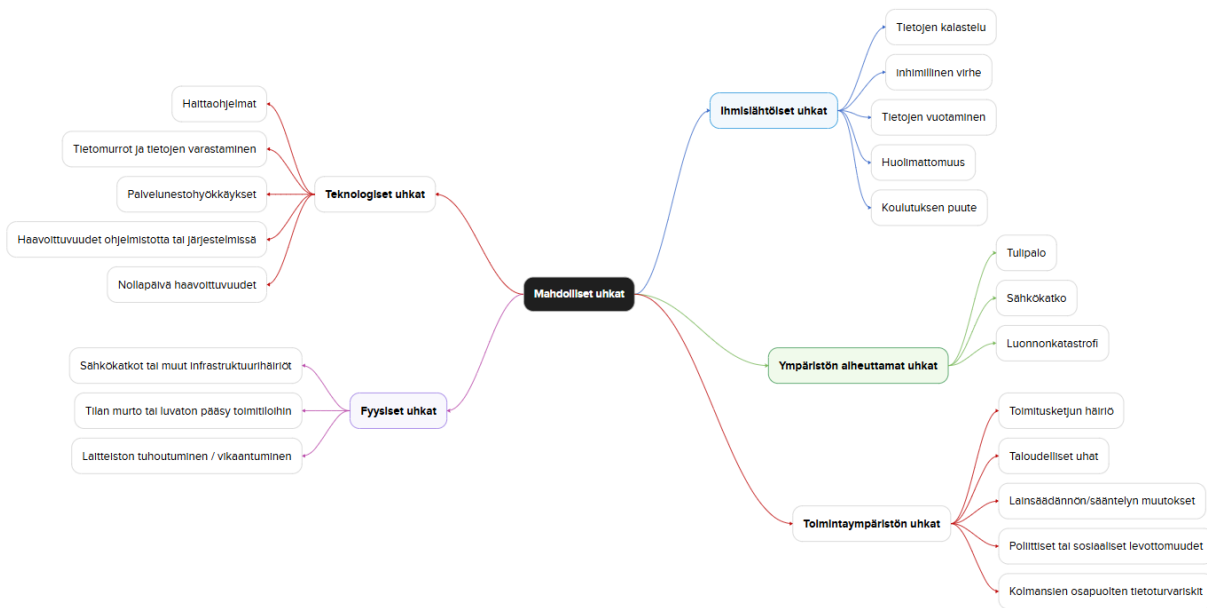 Mahdolliset uhkat
Teknologiset uhkat
Haittaohjelmat
Tietomurrot ja tietojen varastaminen
Palvelunestohyökkäykset
Haavoittuvuudet ohjelmistotta tai järjestelmissä
Nollapäivä haavoittuvuudet
Fyysiset uhkat
Sähkökatkot tai muut infrastruktuurihäiriöt
Tilan murto tai luvaton pääsy toimitiloihin
Laitteiston tuhoutuminen / vikaantuminen
Ihmislähtöiset uhkat
Tietojen kalastelu
inhimillinen virhe
Tietojen vuotaminen
Huolimattomuus
Koulutuksen puute
Ympäristön aiheuttamat uhkat
Tulipalo
Sähkökatko
Luonnonkatastrofi
Toimintaympäristön uhkat
Toimitusketjun häiriö
Taloudelliset uhat
Lainsäädännön/sääntelyn muutokset
Poliittiset tai sosiaaliset levottomuudet
Kolmansien osapuolten tietoturvariskit